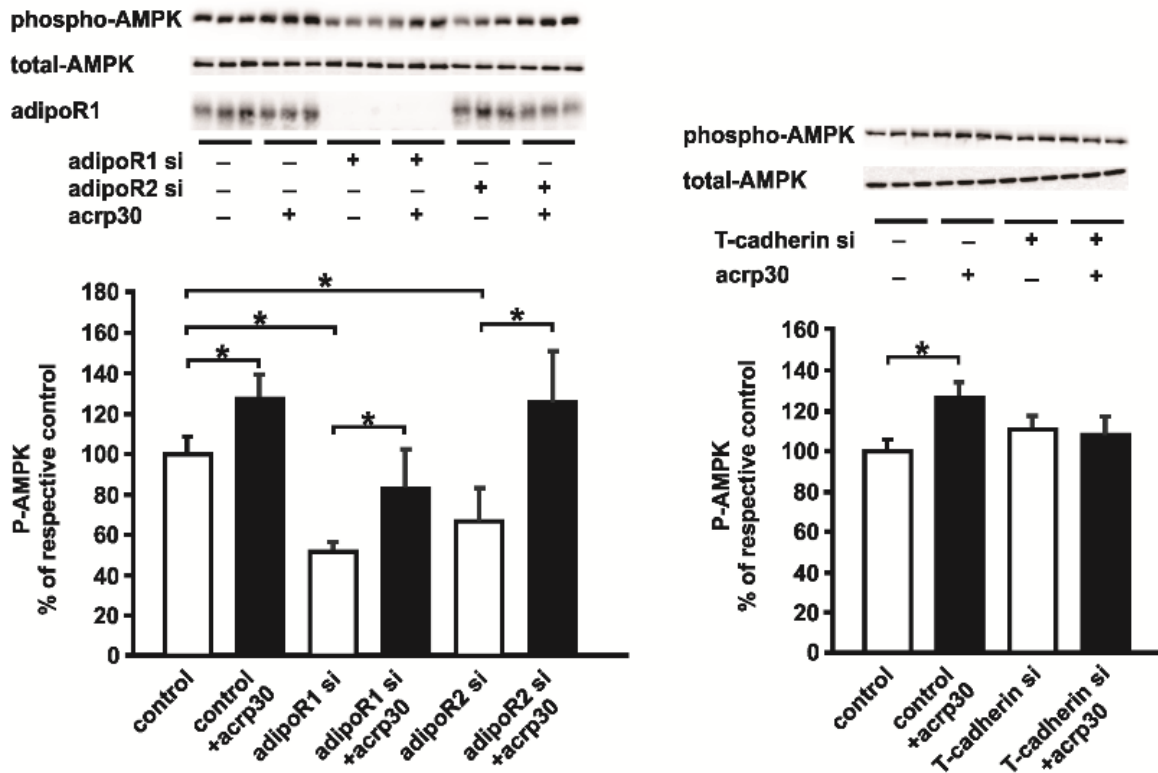 phospho-AMPK
total-AMPK
adipoR1
adipoR1 si – – + + – –
adipoR2 si – – – – + +
acrp30 – + – + – +
180
160
140
120
100
80
60
40
20
0
P-AMPK
% of respective control
* * * * *
control
control
+acrp30
adipoR1 si
adipoR1 si
+acrp30
adipoR2 si
adipoR2 si
+acrp30
phospho-AMPK
total-AMPK
T-cadherin si – – + +
acrp30 – + – +
160
140
120
100
80
60
40
20
0
P-AMPK
% of respective control
*
control
control
+acrp30
T-cadherin si
T-cadherin si
+acrp30